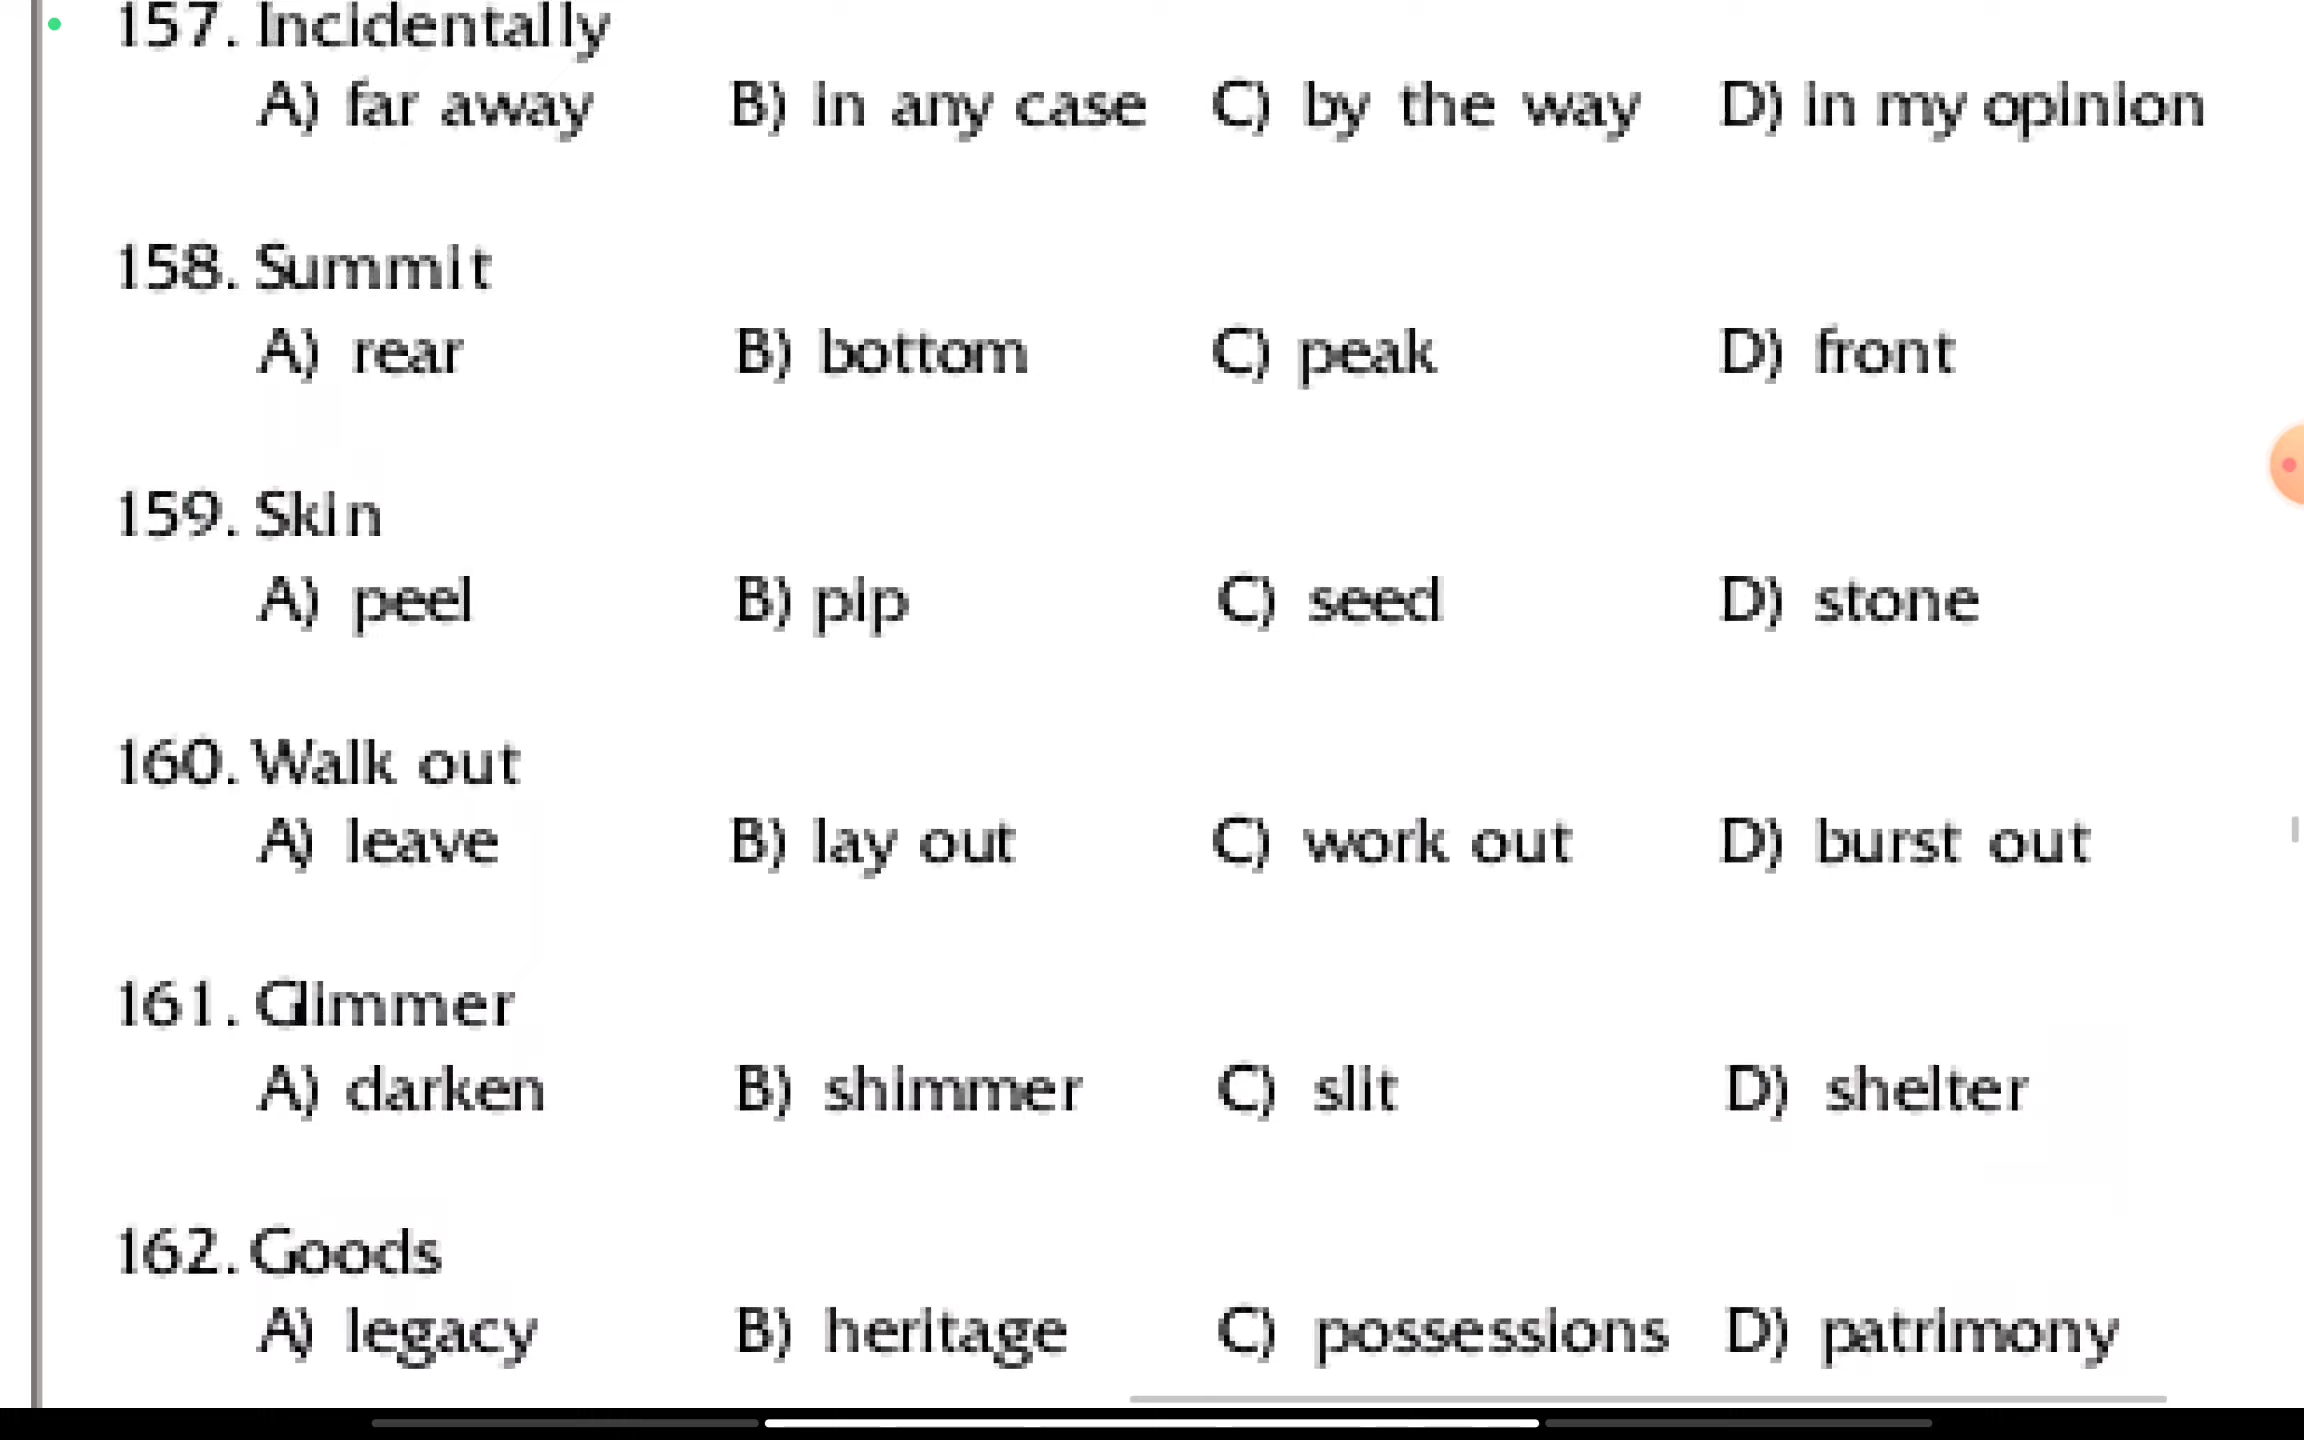 157. Incidentally
A) far away B) in any case C) by the way D) in my opinion
158. Summit
A) rear B) bottom C) peak D) front
159. Skin
A) peel B) pip C) seed D) stone
160. Walk out
A) leave B) lay out C) work out D) burst out
161. Glimmer
A) darken B) shimmer C) slit D) shelter
162. Goods
A) legacy B) heritage C) possessions D) patrimony